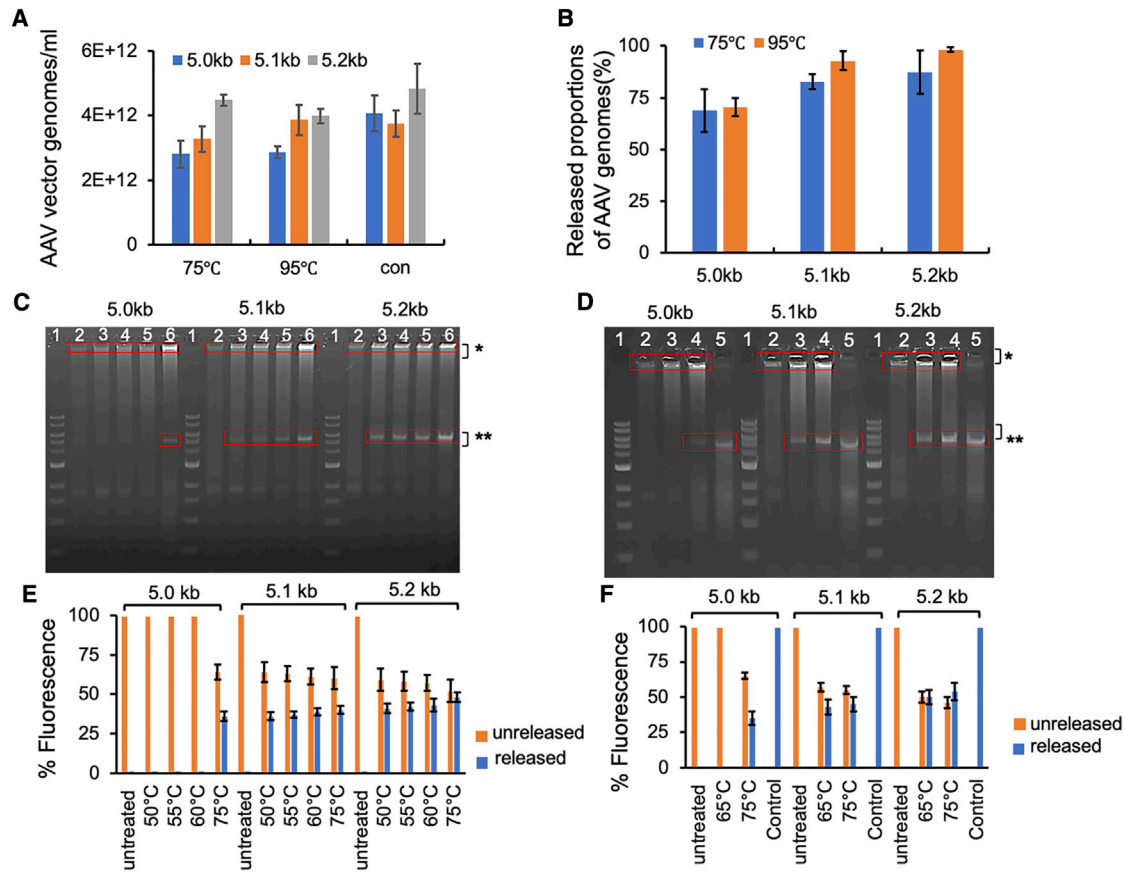 A
AAV vector genomes/ml
6E+12
4E+12
2E+12
0
5.0kb 5.1kb 5.2kb
75℃ 95℃ con
B
Released proportions
of AAV genomes(%)
100
75
50
25
0
75℃ 95℃
5.0kb 5.1kb 5.2kb
C
5.0kb 5.1kb 5.2kb
1 2 3 4 5 6 1 2 3 4 5 6 1 2 3 4 5 6
*
**
D
5.0kb 5.1kb 5.2kb
1 2 3 4 5 1 2 3 4 5 1 2 3 4 5
*
**
E
5.0 kb 5.1 kb 5.2 kb
% Fluorescence
100
75
50
25
0
unreleased
released
untreated 50°C 55°C 60°C 75°C untreated 50°C 55°C 60°C 75°C untreated 50°C 55°C 60°C 75°C
F
5.0 kb 5.1 kb 5.2 kb
% Fluorescence
100
75
50
25
0
unreleased
released
untreated 65°C 75°C Control untreated 65°C 75°C Control untreated 65°C 75°C Control